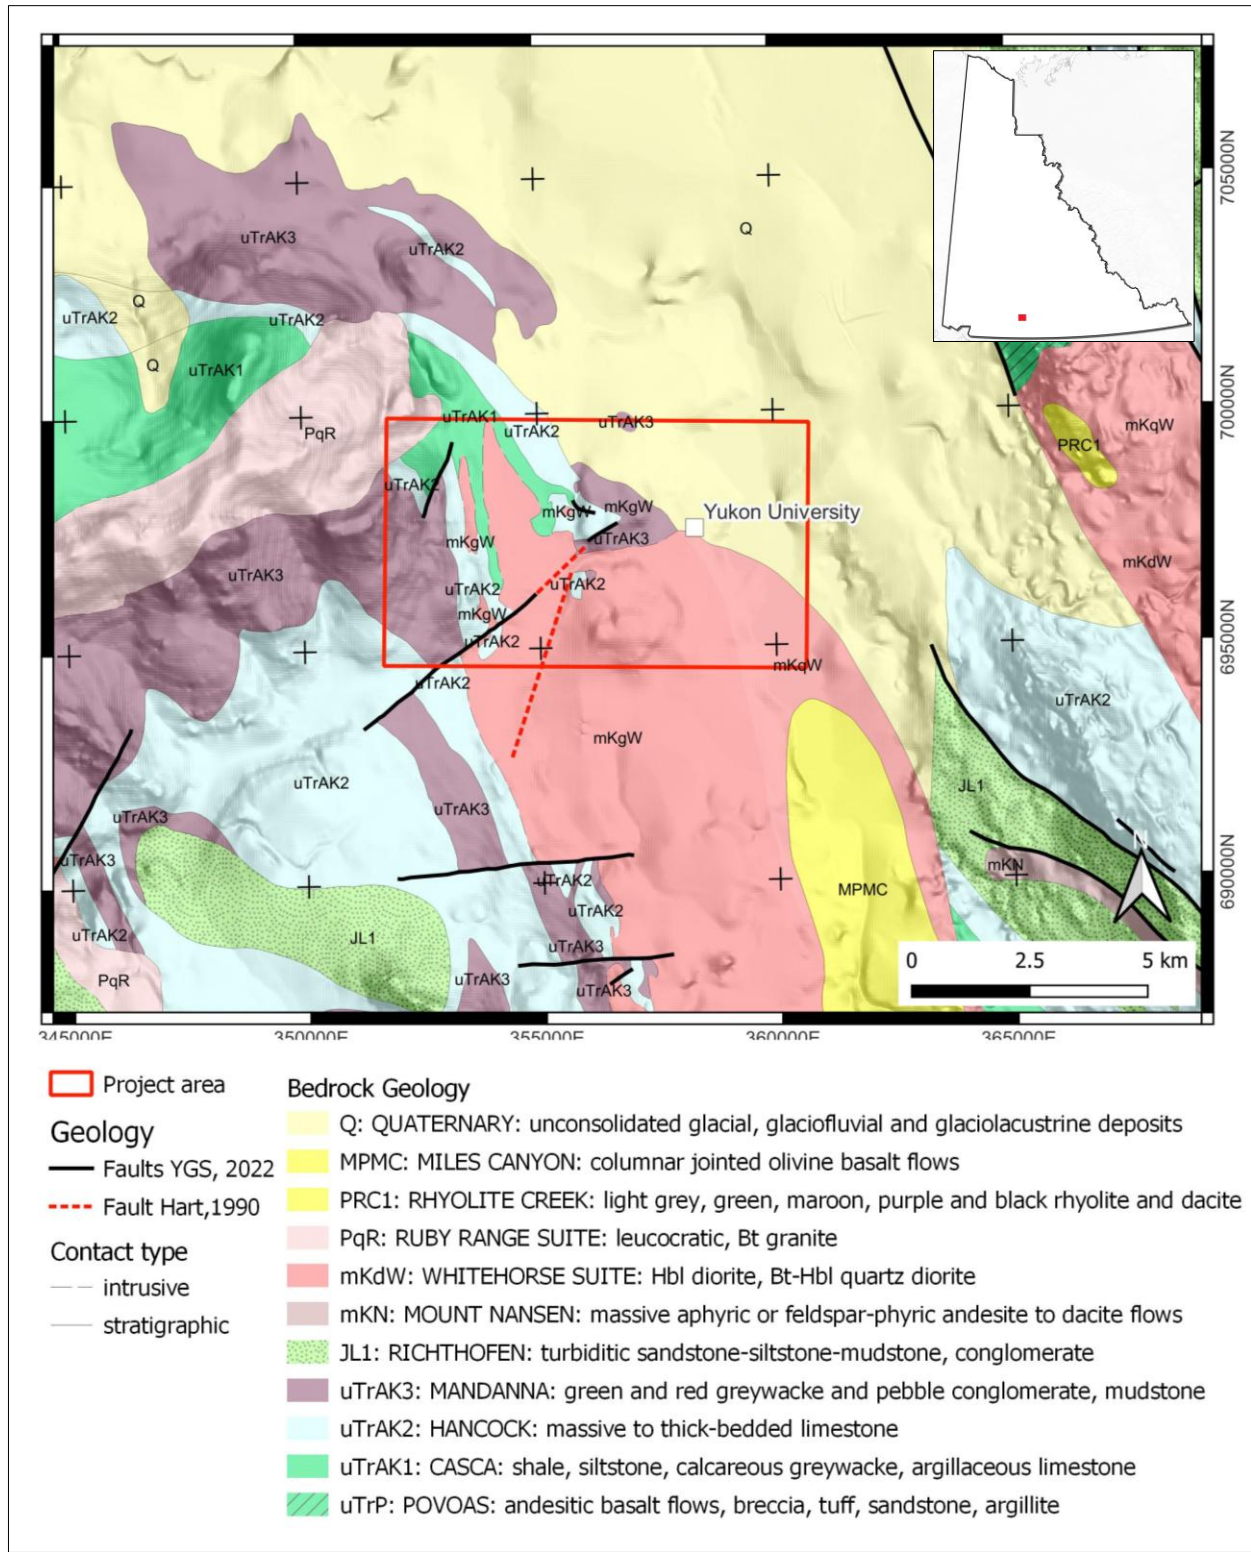 705000N
uTrAK3
uTrAK2
Q
Q
uTrAK2
uTrAK2
Q
uTrAK1
PqR
700000N
uTrAK1
uTrAK2
uTrAK3
mKqW
PRC1
uTrAK2
mKgW
mKgW
Yukon University
uTrAK3
mKgW
mKdW
uTrAK3
uTrAK2
uTrAK2
mKgW
uTrAK2
695000N
mKqW
uTrAK2
uTrAK2
mKgW
uTrAK2
JL1
uTrAK3
uTrAK3
uTrAK3
N
mKN
uTrAK2
690000N
MPMC
uTrAK2
uTrAK2
JL1
uTrAK3
PqR
uTrAK3
uTrAK3
0 2.5 5 km
345000E 350000E 355000E 360000E 365000E
Project area
Geology
Faults YGS, 2022
Fault Hart,1990
Contact type
intrusive
stratigraphic
Bedrock Geology
Q: QUATERNARY: unconsolidated glacial, glaciofluvial and glaciolacustrine deposits
MPMC: MILES CANYON: columnar jointed olivine basalt flows
PRC1: RHYOLITE CREEK: light grey, green, maroon, purple and black rhyolite and dacite
PqR: RUBY RANGE SUITE: leucocratic, Bt granite
mKdW: WHITEHORSE SUITE: Hbl diorite, Bt-Hbl quartz diorite
mKN: MOUNT NANSEN: massive aphyric or feldspar-phyric andesite to dacite flows
JL1: RICHTHOFEN: turbiditic sandstone-siltstone-mudstone, conglomerate
uTrAK3: MANDANNA: green and red greywacke and pebble conglomerate, mudstone
uTrAK2: HANCOCK: massive to thick-bedded limestone
uTrAK1: CASCA: shale, siltstone, calcareous greywacke, argillaceous limestone
uTrP: POVOAS: andesitic basalt flows, breccia, tuff, sandstone, argillite